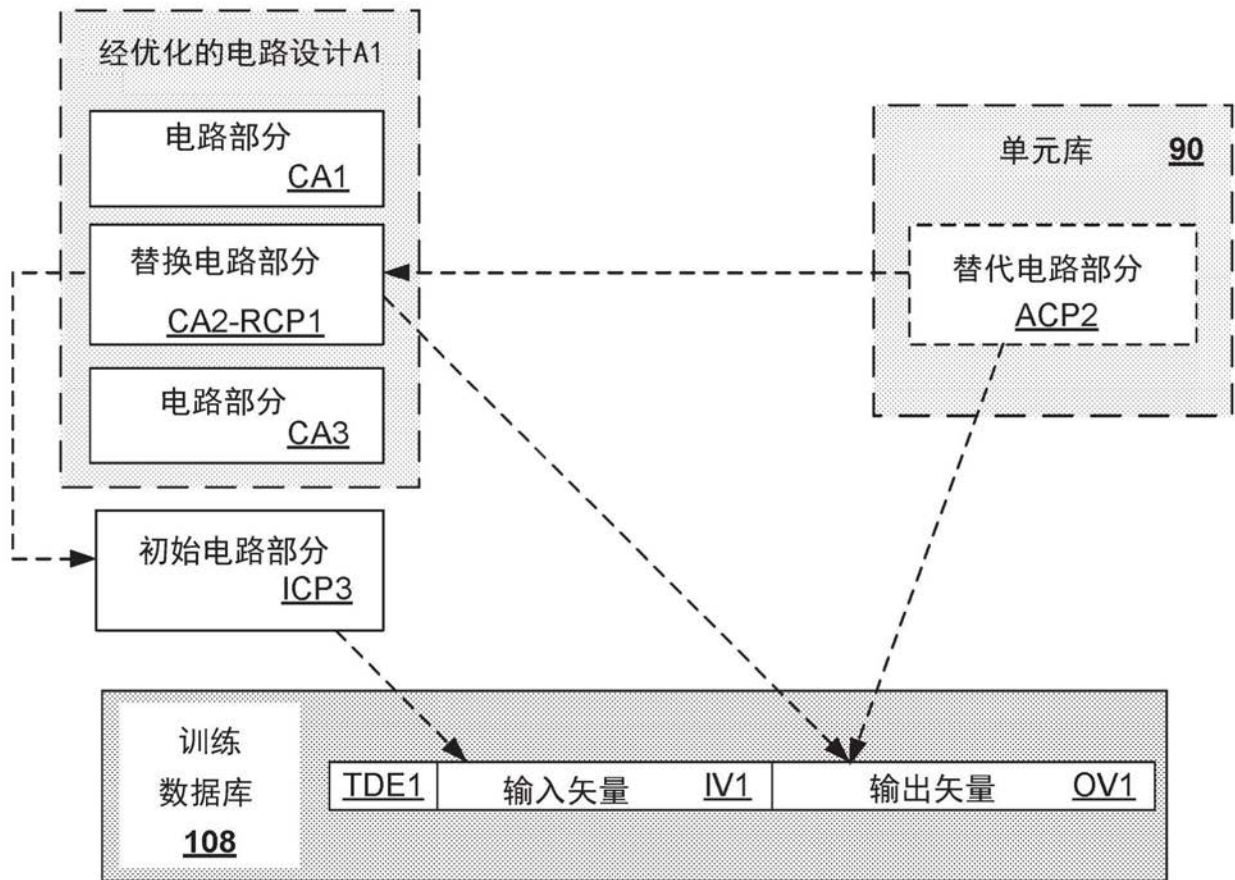 经优化的电路设计A1
电路部分
CA1
替换电路部分
CA2-RCP1
电路部分
CA3
单元库 90
替代电路部分
ACP2
初始电路部分
ICP3
训练
数据库
108
TDE1 输入矢量 IV1 输出矢量 OV1